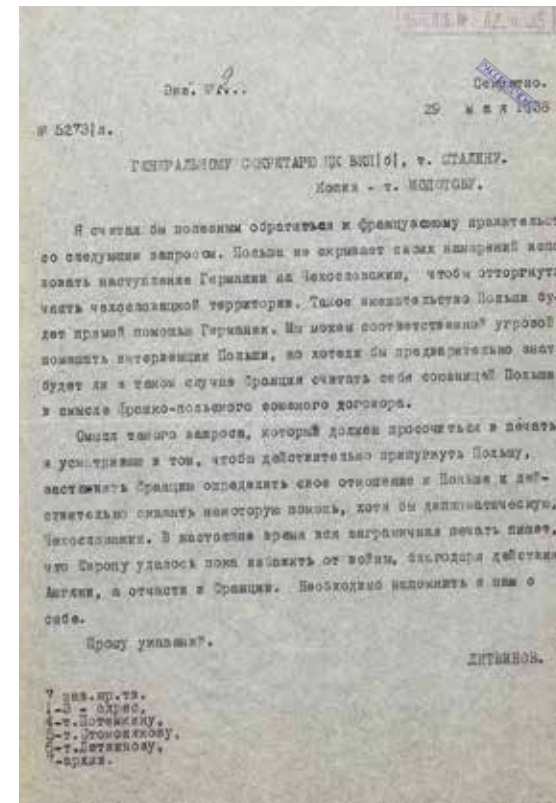 Экз. №
Секретно.
29 мая 1938
№ 5273/л.
ГЕНЕРАЛЬНОМУ СЕКРЕТАРЮ ЦК ВКП/б/, т. СТАЛИНУ.
Копия - т. МОЛОТОВУ.
Я считал бы полезным обратиться к французскому правительст
со следующим запросом. Польша не скрывает своих намерений испо
зовать наступление Германии на Чехословакию, чтобы отторгнуть
часть чехословацкой территории. Такое вмешательство Польши бу-
дет прямой помощью Германии. Мы можем соответственной угрозой
помешать интервенции Польши, но хотели бы предварительно знат
будет ли в таком случае Франция считать себя союзницей Польши
в смысле франко-польского союзного договора.
Смысл такого запроса, который должен просочиться в печать
я усматриваю в том, чтобы действительно припугнуть Польшу,
заставить Францию определить свое отношение к Польше и дей-
ствительно оказать некоторую помощь, хотя бы дипломатическую,
Чехословакии. В настоящее время вся заграничная печать пишет,
что Европу удалось пока избавить от войны, благодаря действия
Англии, а отчасти и Франции. Необходимо напомнить и нам о
себе.
Прошу указаний.
ЛИТВИНОВ.
7 экз.мр.тв.
1-3 - адрес,
4-т.Потемкину,
5-т.Стомонякову,
6-т.Литвинову,
7-архив.